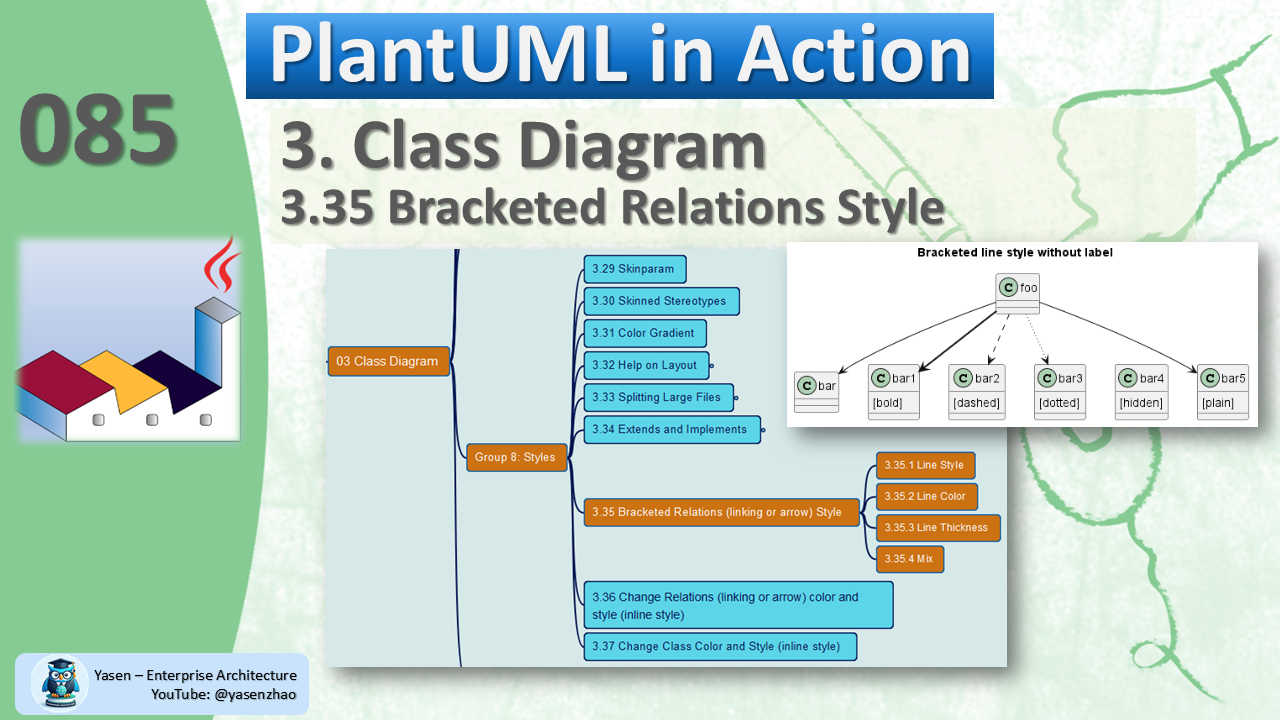 PlantUML in Action
085
3. Class Diagram
3.35 Bracketed Relations Style
03 Class Diagram
Group 8: Styles
3.29 Skinparam
3.30 Skinned Stereotypes
3.31 Color Gradient
3.32 Help on Layout
3.33 Splitting Large Files
3.34 Extends and Implements
3.35 Bracketed Relations (linking or arrow) Style
3.35.1 Line Style
3.35.2 Line Color
3.35.3 Line Thickness
3.35.4 Mix
3.36 Change Relations (linking or arrow) color and
style (inline style)
3.37 Change Class Color and Style (inline style)
Bracketed line style without label
C foo
C bar
C bar1
[bold]
C bar2
[dashed]
C bar3
[dotted]
C bar4
[hidden]
C bar5
[plain]
Yasen – Enterprise Architecture
YouTube: @yasenzhao